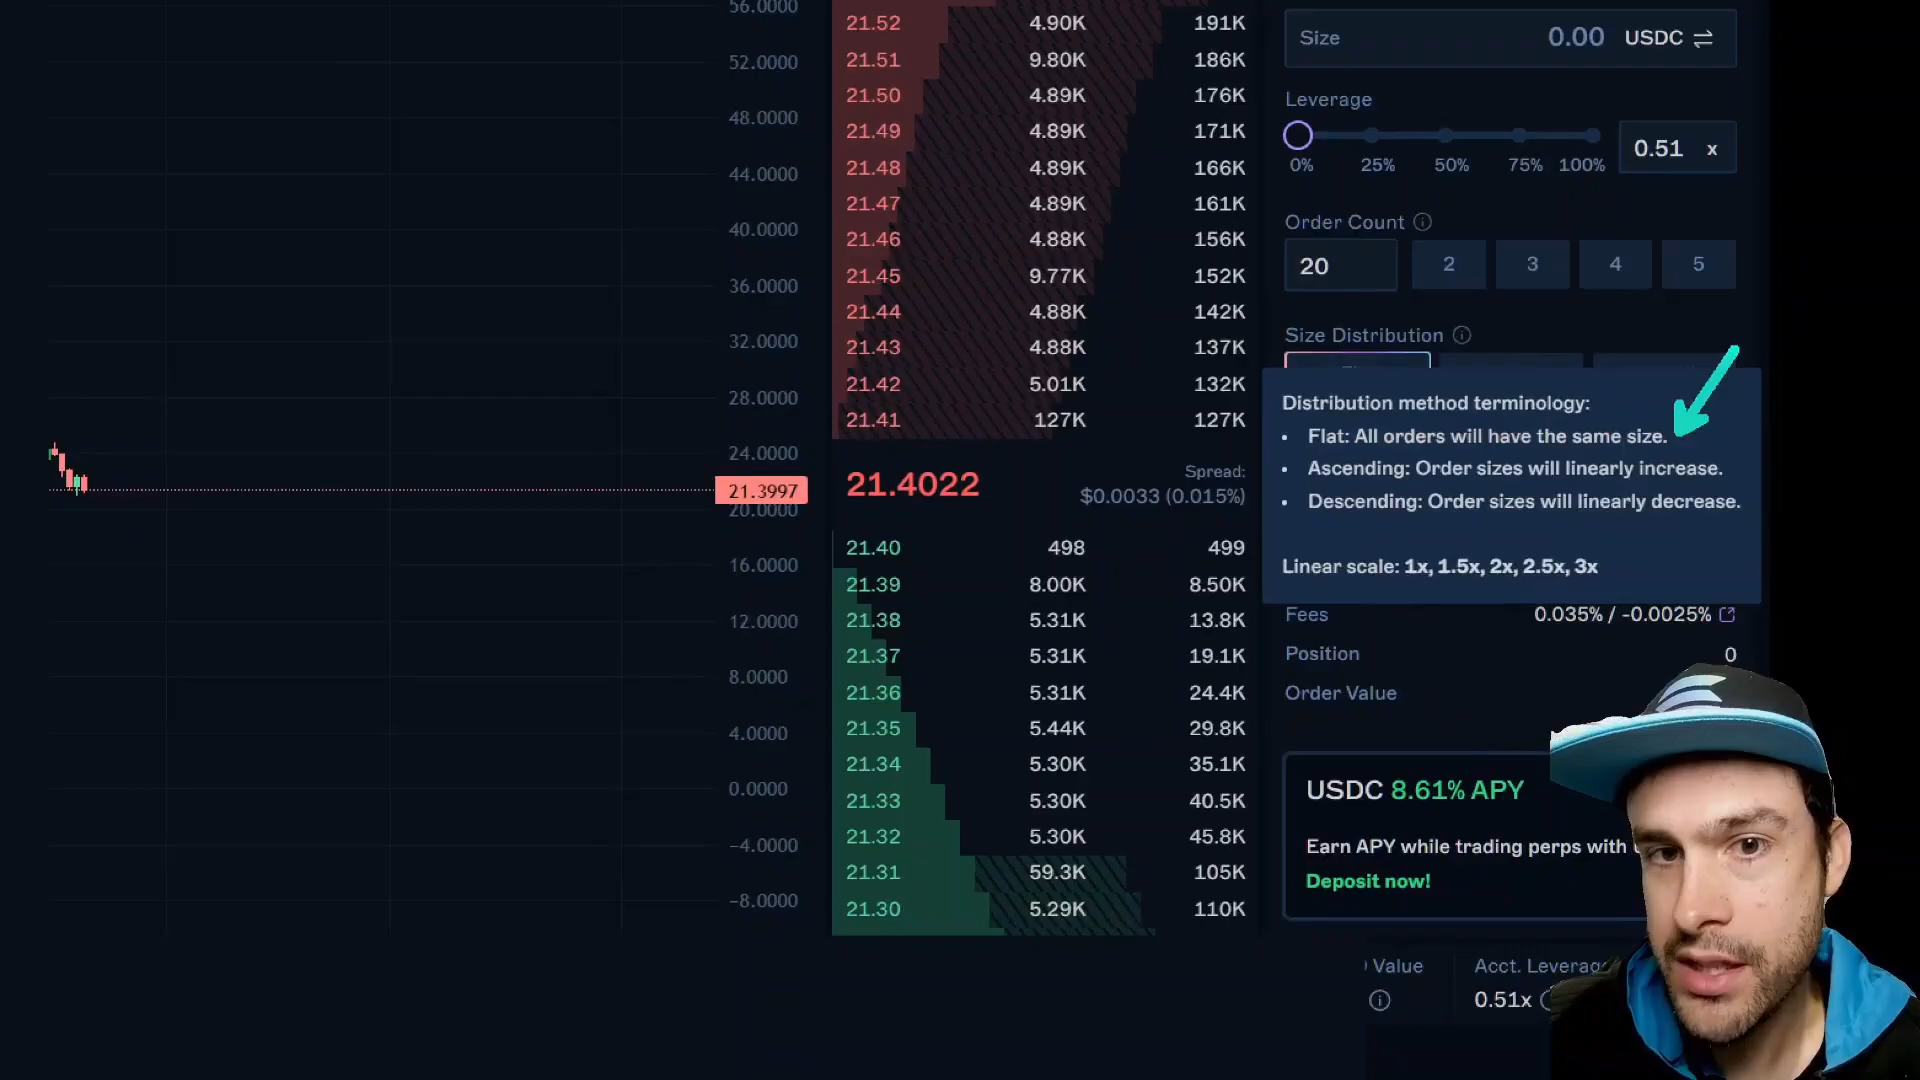 56.0000
52.0000
48.0000
44.0000
40.0000
36.0000
32.0000
28.0000
24.0000
21.3997
20.0000
16.0000
12.0000
8.0000
4.0000
0.0000
−4.0000
−8.0000
21.52 4.90K 191K
21.51 9.80K 186K
21.50 4.89K 176K
21.49 4.89K 171K
21.48 4.89K 166K
21.47 4.89K 161K
21.46 4.88K 156K
21.45 9.77K 152K
21.44 4.88K 142K
21.43 4.88K 137K
21.42 5.01K 132K
21.41 127K 127K
21.4022
Spread:
$0.0033 (0.015%)
21.40 498 499
21.39 8.00K 8.50K
21.38 5.31K 13.8K
21.37 5.31K 19.1K
21.36 5.31K 24.4K
21.35 5.44K 29.8K
21.34 5.30K 35.1K
21.33 5.30K 40.5K
21.32 5.30K 45.8K
21.31 59.3K 105K
21.30 5.29K 110K
Size 0.00 USDC
Leverage
0.51 x
0% 25% 50% 75% 100%
Order Count
20 2 3 4 5
Size Distribution
Distribution method terminology:
• Flat: All orders will have the same size.
• Ascending: Order sizes will linearly increase.
• Descending: Order sizes will linearly decrease.
Linear scale: 1x, 1.5x, 2x, 2.5x, 3x
Fees 0.035% / -0.0025%
Position 0
Order Value
USDC 8.61% APY
Earn APY while trading perps with
Deposit now!
Value Acct. Leverag
0.51x